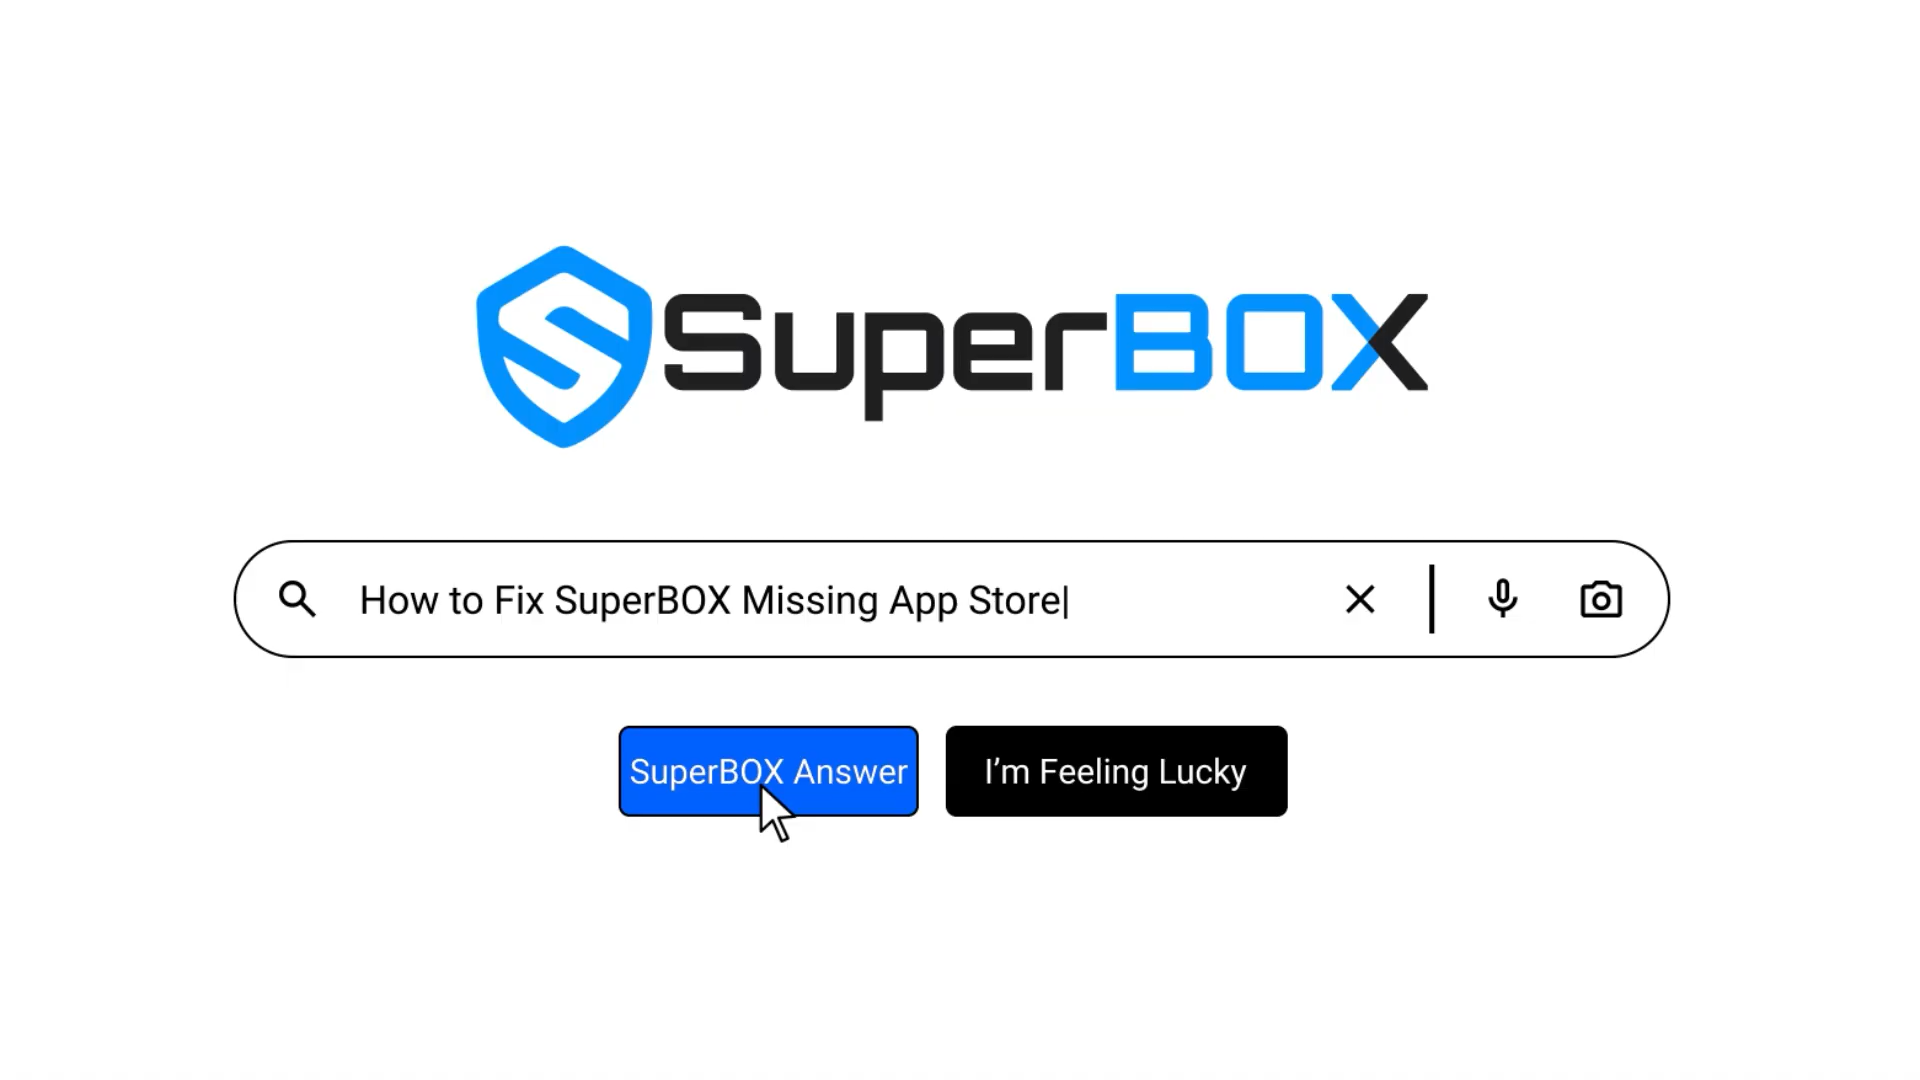 SuperBOX
How to Fix SuperBOX Missing App Store
SuperBOX Answer
I’m Feeling Lucky